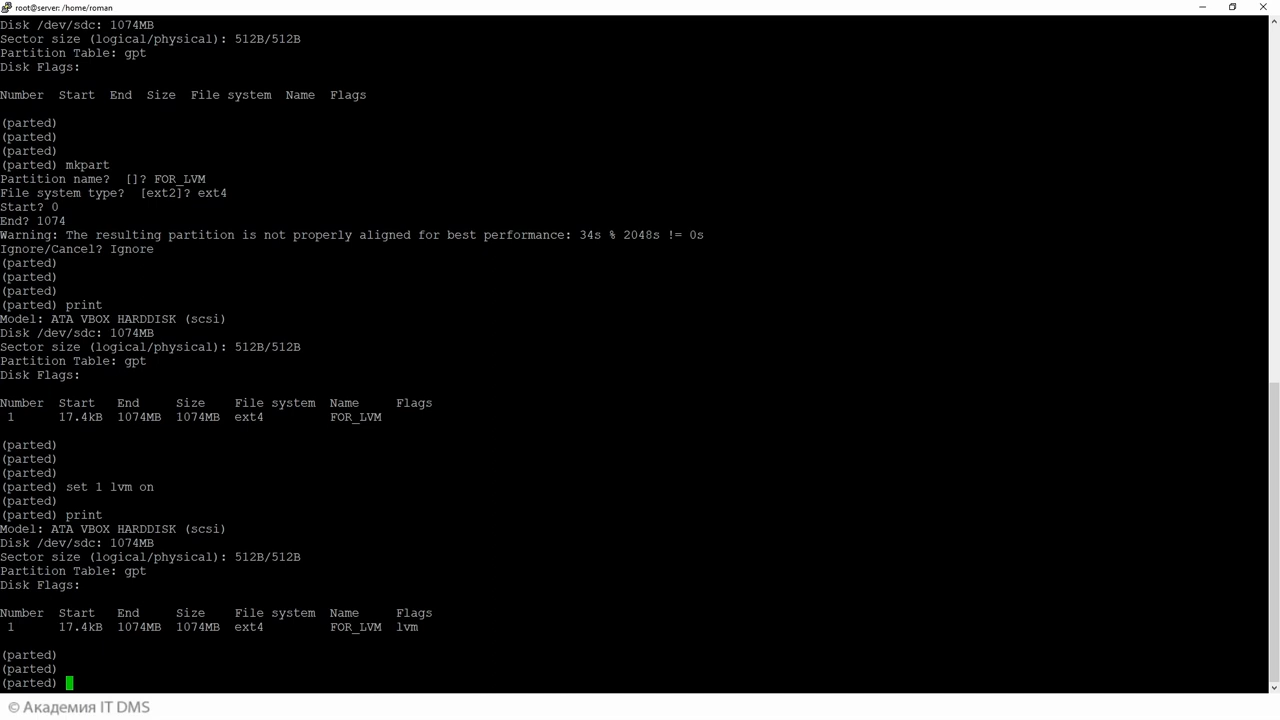 root@server: /home/roman
Disk /dev/sdc: 1074MB
Sector size (logical/physical): 512B/512B
Partition Table: gpt
Disk Flags:
Number  Start  End  Size  File system  Name  Flags
(parted)
(parted)
(parted)
(parted) mkpart
Partition name?  []? FOR_LVM
File system type?  [ext2]? ext4
Start? 0
End? 1074
Warning: The resulting partition is not properly aligned for best performance: 34s % 2048s != 0s
Ignore/Cancel? Ignore
(parted)
(parted)
(parted)
(parted) print
Model: ATA VBOX HARDDISK (scsi)
Disk /dev/sdc: 1074MB
Sector size (logical/physical): 512B/512B
Partition Table: gpt
Disk Flags:
Number  Start   End     Size    File system  Name     Flags
1      17.4kB  1074MB  1074MB  ext4         FOR_LVM
(parted)
(parted)
(parted)
(parted) set 1 lvm on
(parted)
(parted) print
Model: ATA VBOX HARDDISK (scsi)
Disk /dev/sdc: 1074MB
Sector size (logical/physical): 512B/512B
Partition Table: gpt
Disk Flags:
Number  Start   End     Size    File system  Name     Flags
1      17.4kB  1074MB  1074MB  ext4         FOR_LVM  lvm
(parted)
(parted)
(parted)
© Академия IT DMS